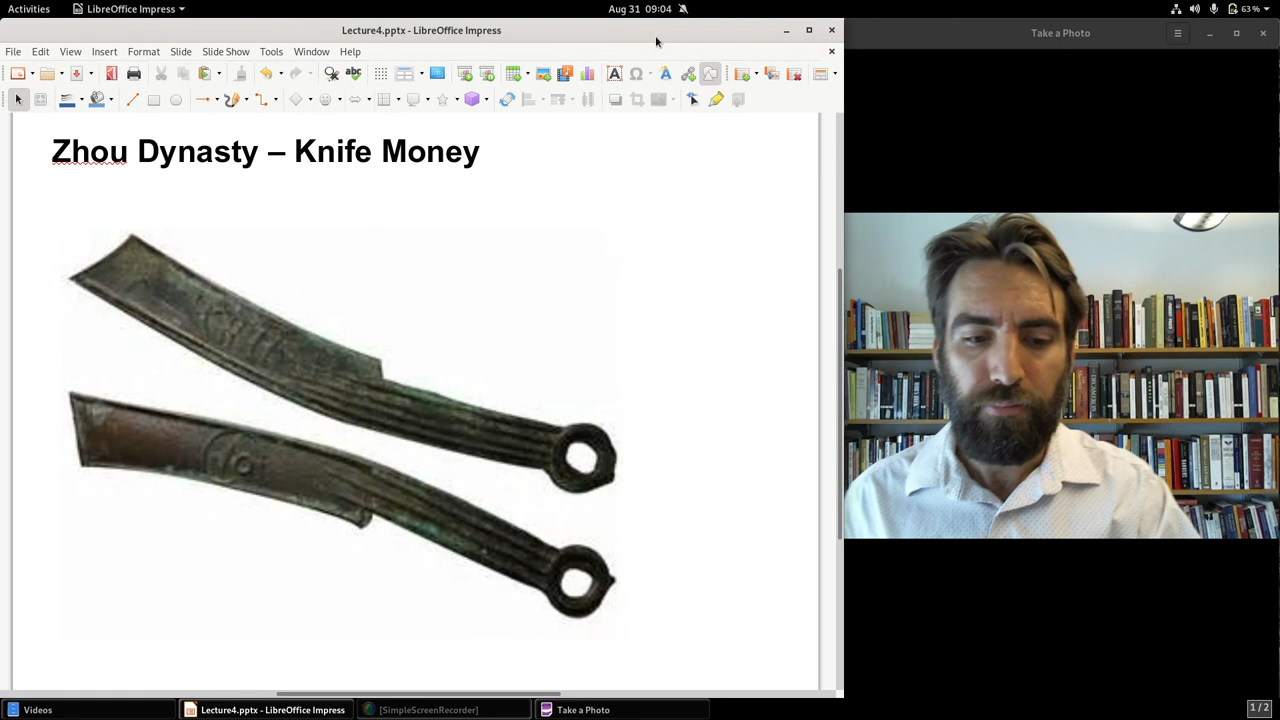 Activities
LibreOffice Impress
Aug 31 09:04
63 %
Lecture4.pptx - LibreOffice Impress
Take a Photo
File Edit View Insert Format Slide Slide Show Tools Window Help
Zhou Dynasty – Knife Money
Videos
Lecture4.pptx - LibreOffice Impress
[SimpleScreenRecorder]
Take a Photo
1 / 2